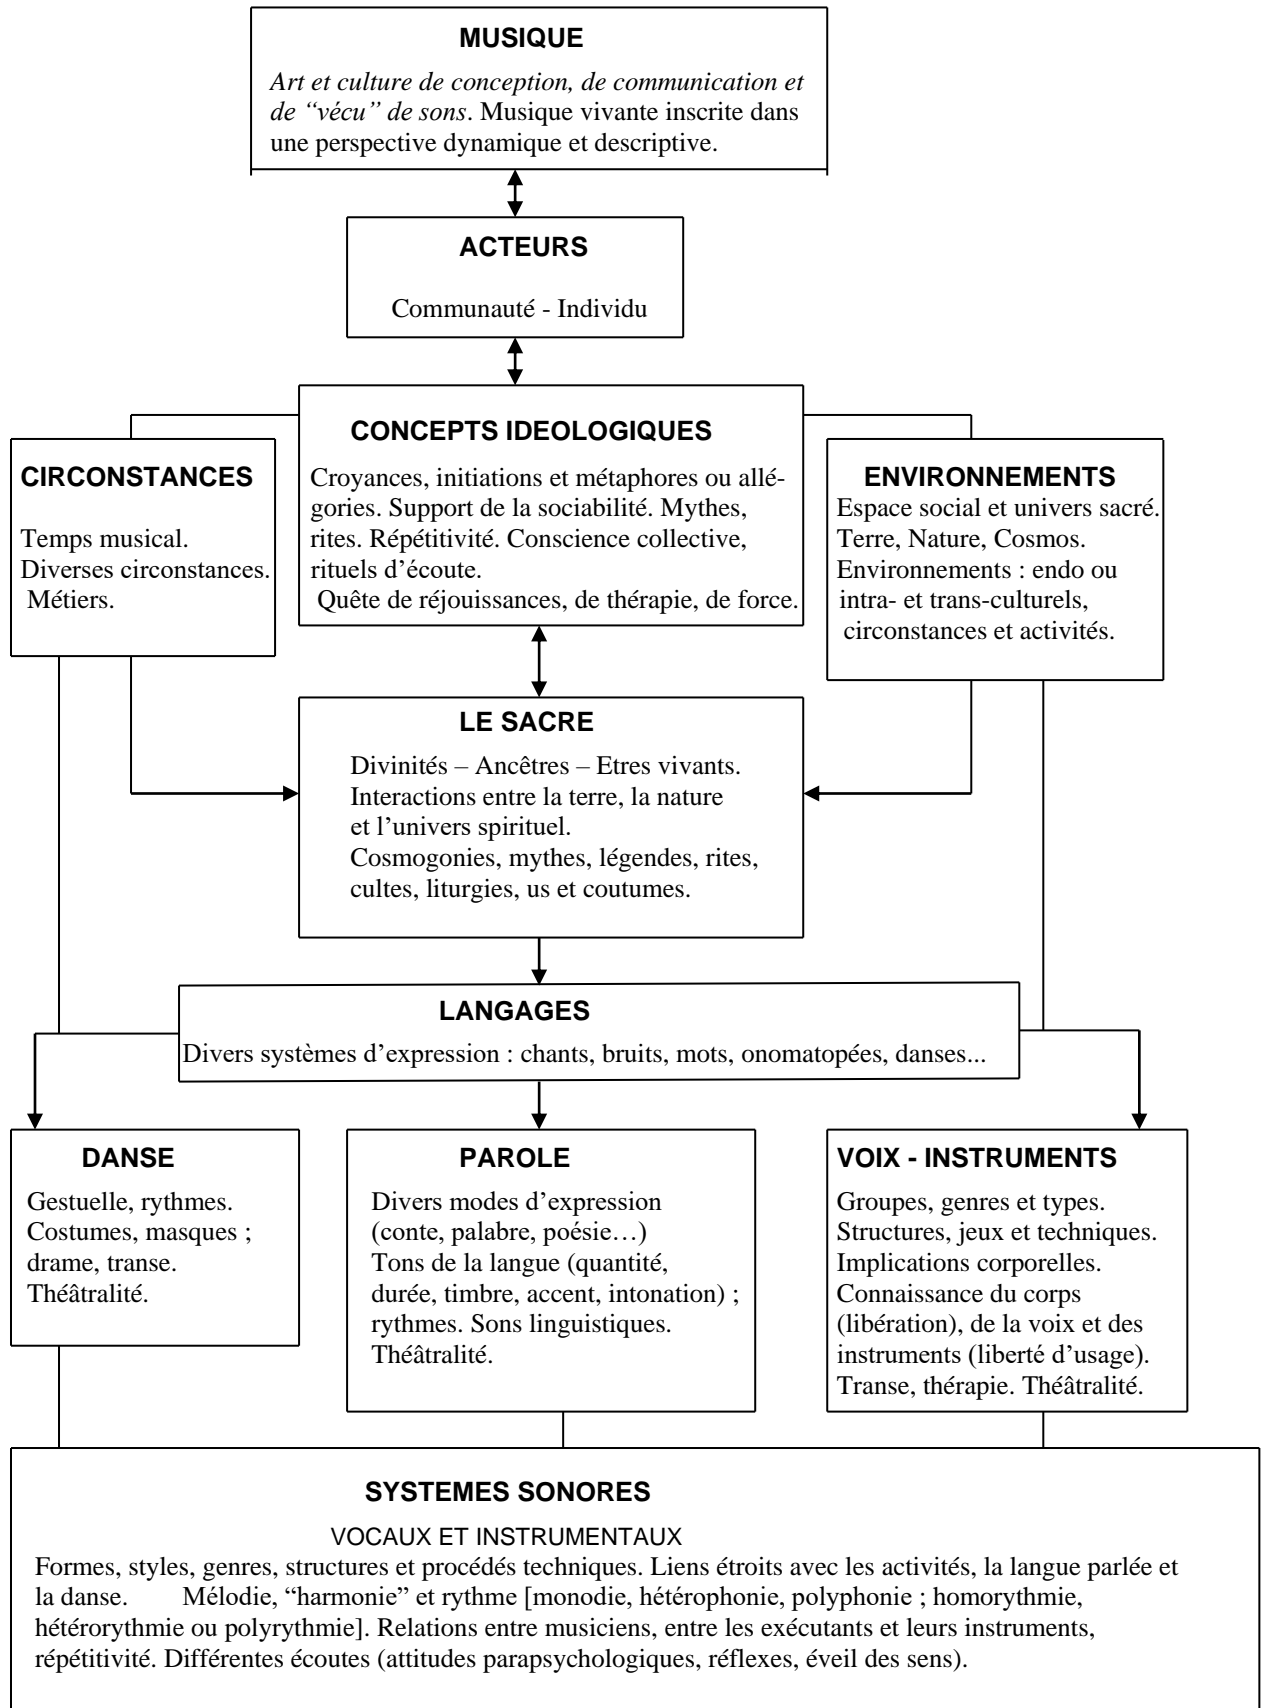 MUSIQUE
Art et culture de conception, de communication et
de “vécu” de sons. Musique vivante inscrite dans
une perspective dynamique et descriptive.
ACTEURS
Communauté - Individu
CONCEPTS IDEOLOGIQUES
Croyances, initiations et métaphores ou allé-
gories. Support de la sociabilité. Mythes,
rites. Répétitivité. Conscience collective,
rituels d’écoute.
Quête de réjouissances, de thérapie, de force.
CIRCONSTANCES
Temps musical.
Diverses circonstances.
Métiers.
ENVIRONNEMENTS
Espace social et univers sacré.
Terre, Nature, Cosmos.
Environnements : endo ou
intra- et trans-culturels,
circonstances et activités.
LE SACRE
Divinités – Ancêtres – Etres vivants.
Interactions entre la terre, la nature
et l’univers spirituel.
Cosmogonies, mythes, légendes, rites,
cultes, liturgies, us et coutumes.
LANGAGES
Divers systèmes d’expression : chants, bruits, mots, onomatopées, danses...
DANSE
Gestuelle, rythmes.
Costumes, masques ;
drame, transe.
Théâtralité.
PAROLE
Divers modes d’expression
(conte, palabre, poésie…)
Tons de la langue (quantité,
durée, timbre, accent, intonation) ;
rythmes. Sons linguistiques.
Théâtralité.
VOIX - INSTRUMENTS
Groupes, genres et types.
Structures, jeux et techniques.
Implications corporelles.
Connaissance du corps
(libération), de la voix et des
instruments (liberté d’usage).
Transe, thérapie. Théâtralité.
SYSTEMES SONORES
VOCAUX ET INSTRUMENTAUX
Formes, styles, genres, structures et procédés techniques. Liens étroits avec les activités, la langue parlée et
la danse. Mélodie, “harmonie” et rythme [monodie, hétérophonie, polyphonie ; homorythmie,
hétérorythmie ou polyrythmie]. Relations entre musiciens, entre les exécutants et leurs instruments,
répétitivité. Différentes écoutes (attitudes parapsychologiques, réflexes, éveil des sens).